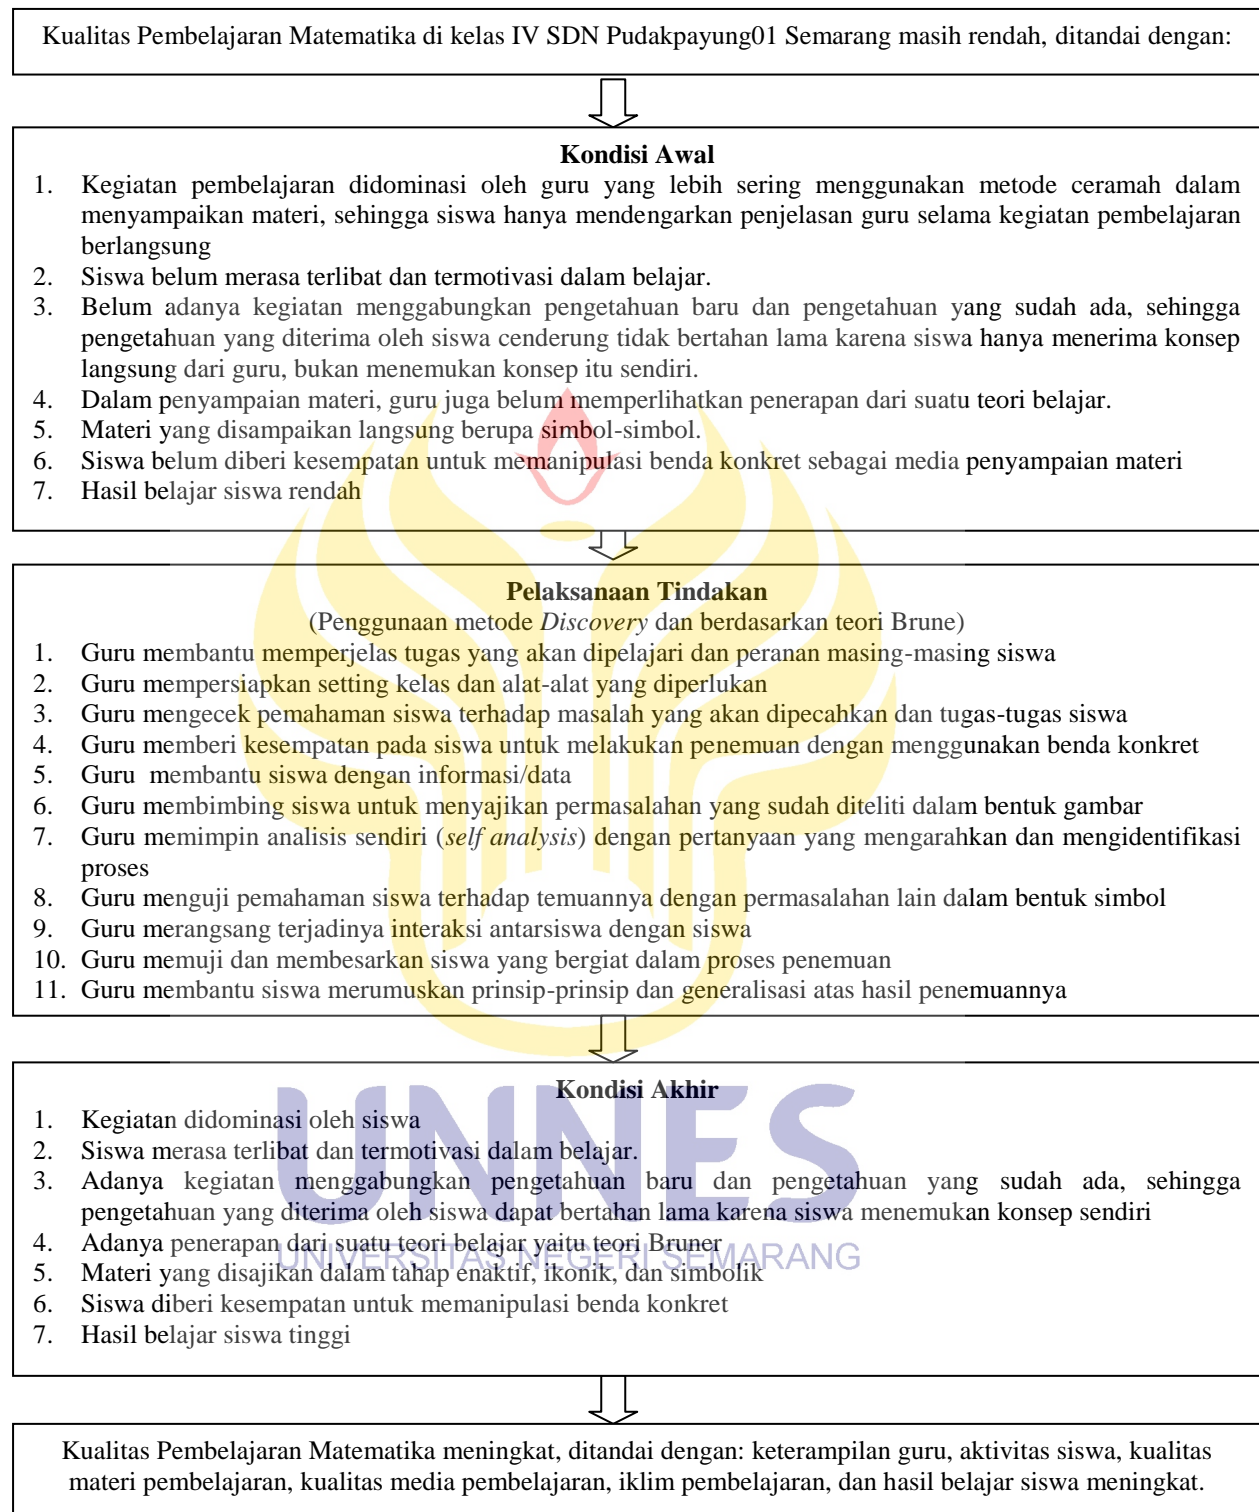 Kualitas Pembelajaran Matematika di kelas IV SDN Pudakpayung01 Semarang masih rendah, ditandai dengan:
Kondisi Awal
1. Kegiatan pembelajaran didominasi oleh guru yang lebih sering menggunakan metode ceramah dalam
menyampaikan materi, sehingga siswa hanya mendengarkan penjelasan guru selama kegiatan pembelajaran
berlangsung
2. Siswa belum merasa terlibat dan termotivasi dalam belajar.
3. Belum adanya kegiatan menggabungkan pengetahuan baru dan pengetahuan yang sudah ada, sehingga
pengetahuan yang diterima oleh siswa cenderung tidak bertahan lama karena siswa hanya menerima konsep
langsung dari guru, bukan menemukan konsep itu sendiri.
4. Dalam penyampaian materi, guru juga belum memperlihatkan penerapan dari suatu teori belajar.
5. Materi yang disampaikan langsung berupa simbol-simbol.
6. Siswa belum diberi kesempatan untuk memanipulasi benda konkret sebagai media penyampaian materi
7. Hasil belajar siswa rendah
Pelaksanaan Tindakan
(Penggunaan metode Discovery dan berdasarkan teori Brune)
1. Guru membantu memperjelas tugas yang akan dipelajari dan peranan masing-masing siswa
2. Guru mempersiapkan setting kelas dan alat-alat yang diperlukan
3. Guru mengecek pemahaman siswa terhadap masalah yang akan dipecahkan dan tugas-tugas siswa
4. Guru memberi kesempatan pada siswa untuk melakukan penemuan dengan menggunakan benda konkret
5. Guru membantu siswa dengan informasi/data
6. Guru membimbing siswa untuk menyajikan permasalahan yang sudah diteliti dalam bentuk gambar
7. Guru memimpin analisis sendiri (self analysis) dengan pertanyaan yang mengarahkan dan mengidentifikasi
proses
8. Guru menguji pemahaman siswa terhadap temuannya dengan permasalahan lain dalam bentuk simbol
9. Guru merangsang terjadinya interaksi antarsiswa dengan siswa
10. Guru memuji dan membesarkan siswa yang bergiat dalam proses penemuan
11. Guru membantu siswa merumuskan prinsip-prinsip dan generalisasi atas hasil penemuannya
Kondisi Akhir
1. Kegiatan didominasi oleh siswa
2. Siswa merasa terlibat dan termotivasi dalam belajar.
3. Adanya kegiatan menggabungkan pengetahuan baru dan pengetahuan yang sudah ada, sehingga
pengetahuan yang diterima oleh siswa dapat bertahan lama karena siswa menemukan konsep sendiri
4. Adanya penerapan dari suatu teori belajar yaitu teori Bruner
5. Materi yang disajikan dalam tahap enaktif, ikonik, dan simbolik
6. Siswa diberi kesempatan untuk memanipulasi benda konkret
7. Hasil belajar siswa tinggi
UNNES
UNIVERSITAS NEGERI SEMARANG
Kualitas Pembelajaran Matematika meningkat, ditandai dengan: keterampilan guru, aktivitas siswa, kualitas
materi pembelajaran, kualitas media pembelajaran, iklim pembelajaran, dan hasil belajar siswa meningkat.